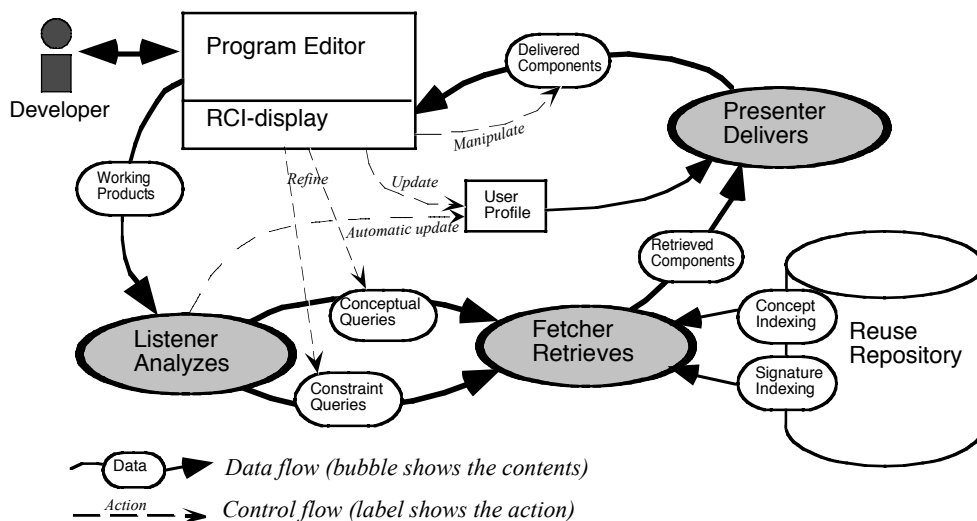 Program Editor
RCI-display
Developer
Delivered
Components
Manipulate
Presenter
Delivers
Working
Products
Refine
Update
User
Profile
Automatic update
Retrieved
Components
Listener
Analyzes
Conceptual
Queries
Constraint
Queries
Fetcher
Retrieves
Concept
Indexing
Signature
Indexing
Reuse
Repository
Data
Data flow (bubble shows the contents)
Action
Control flow (label shows the action)